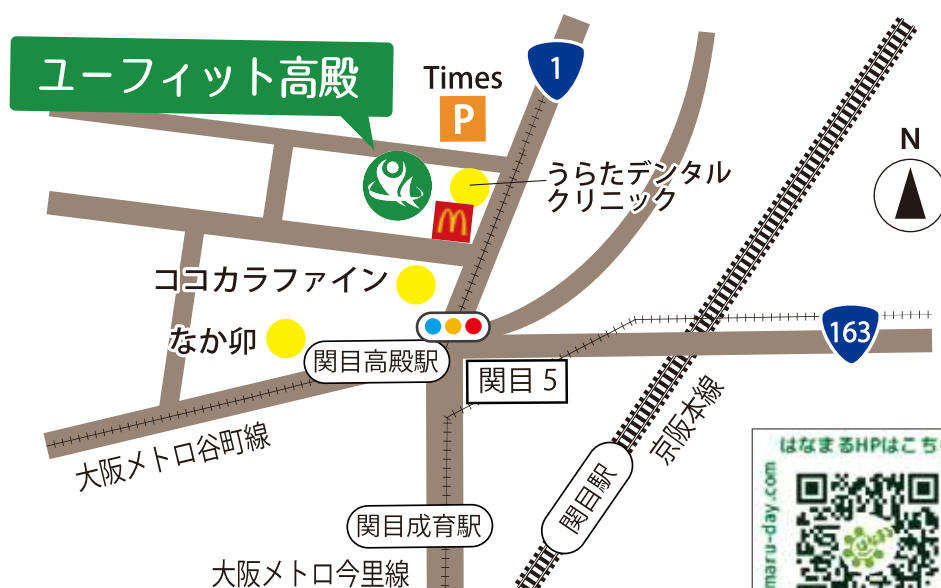 ユーフィット高殿
Times
P
1
N
うらたデンタル
クリニック
ココカラファイン
なか卯
関目高殿駅
関目 5
163
大阪メトロ谷町線
京阪本線
関目駅
関目成育駅
大阪メトロ今里線
はなまるHPはこち
maru-day.com